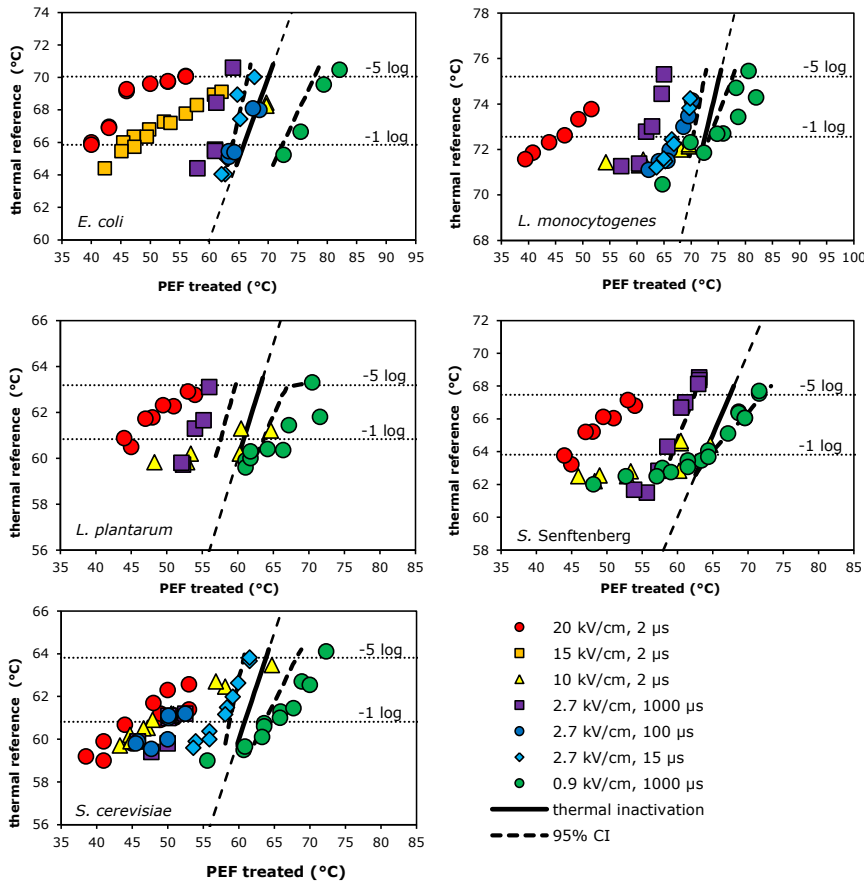 thermal reference (°C)
74
72
70
68
66
64
62
60
-5 log
-1 log
E. coli
35 40 45 50 55 60 65 70 75 80 85
PEF treated (°C)
thermal reference (°C)
78
76
74
72
70
68
-5 log
-1 log
L. monocytogenes
35 40 45 50 55 60 65 70 75 80 85 90 95 100
PEF treated (°C)
thermal reference (°C)
66
64
62
60
58
56
-5 log
-1 log
L. plantarum
35 40 45 50 55 60 65 70 75 80 85
PEF treated (°C)
thermal reference (°C)
72
70
68
66
64
62
60
58
-5 log
-1 log
S. Senftenberg
35 40 45 50 55 60 65 70 75 80 85
PEF treated (°C)
thermal reference (°C)
66
64
62
60
58
56
-5 log
-1 log
S. cerevisiae
35 40 45 50 55 60 65 70 75 80 85
PEF treated (°C)
20 kV/cm, 2 µs
15 kV/cm, 2 µs
10 kV/cm, 2 µs
2.7 kV/cm, 1000 µs
2.7 kV/cm, 100 µs
2.7 kV/cm, 15 µs
0.9 kV/cm, 1000 µs
thermal inactivation
95% CI